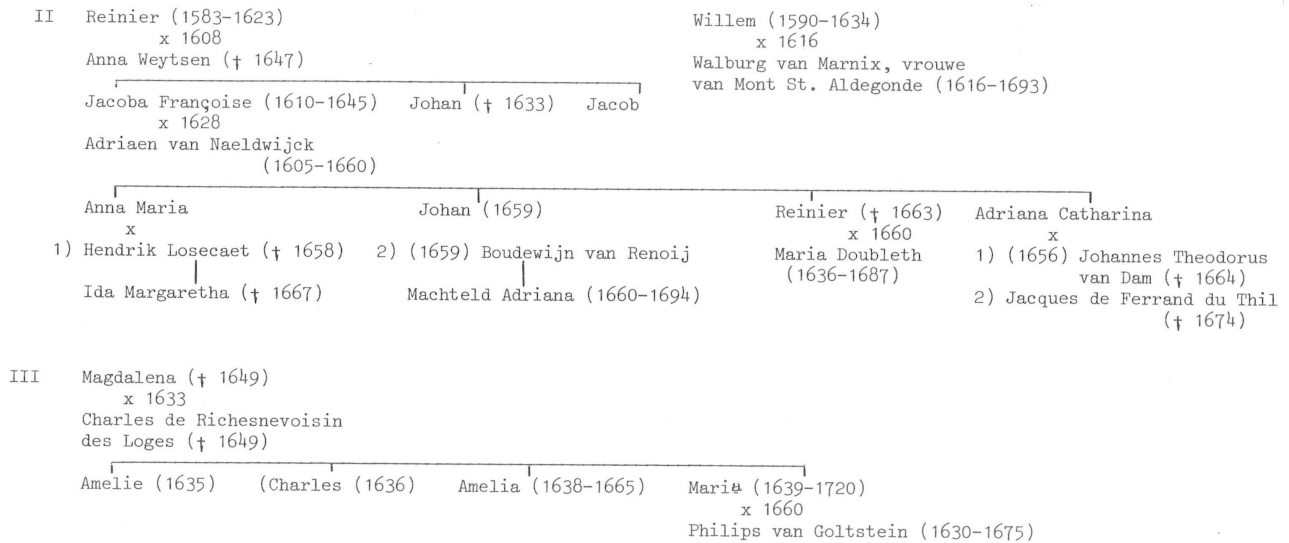 II Reinier (1583-1623) Willem (1590-1634)
x 1608 x 1616
Anna Weytsen († 1647) Walburg van Marnix, vrouwe
van Mont St. Aldegonde (1616-1693)
Jacoba Françoise (1610-1645) Johan († 1633) Jacob
x 1628
Adriaen van Naeldwijck
(1605-1660)
Anna Maria Johan (1659) Reinier († 1663) Adriana Catharina
x x 1660 x
1) Hendrik Losecaet († 1658) 2) (1659) Boudewijn van Renoij Maria Doubleth 1) (1656) Johannes Theodorus
(1636-1687) van Dam († 1664)
Ida Margaretha († 1667) Machteld Adriana (1660-1694) 2) Jacques de Ferrand du Thil
(† 1674)
III Magdalena († 1649)
x 1633
Charles de Richesnevoisin
des Loges († 1649)
Amelie (1635) (Charles (1636) Amelia (1638-1665) Maria (1639-1720)
x 1660
Philips van Goltstein (1630-1675)